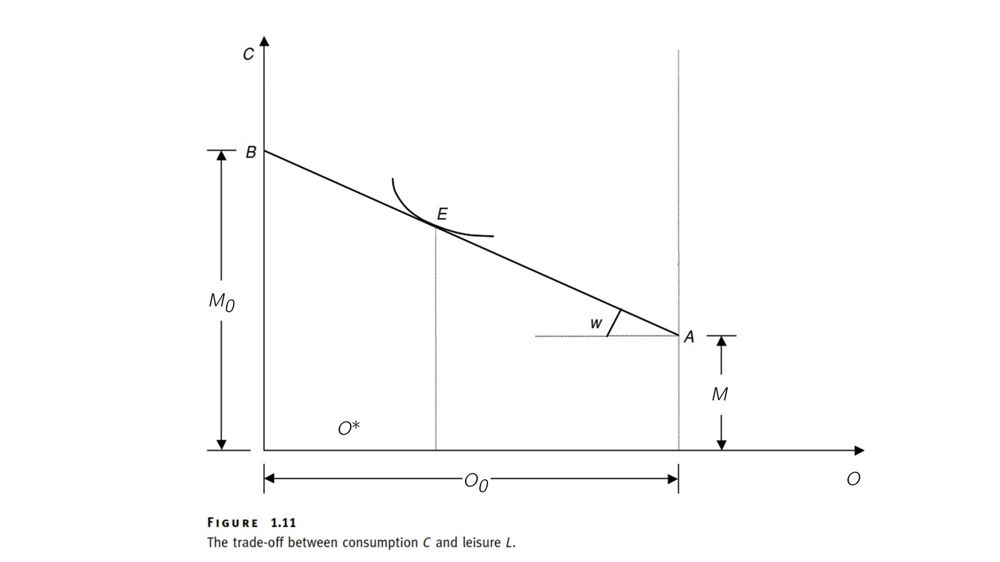 C
B
E
M0
w
A
M
O*
O0
O
FIGURE 1.11
The trade-off between consumption C and leisure L.